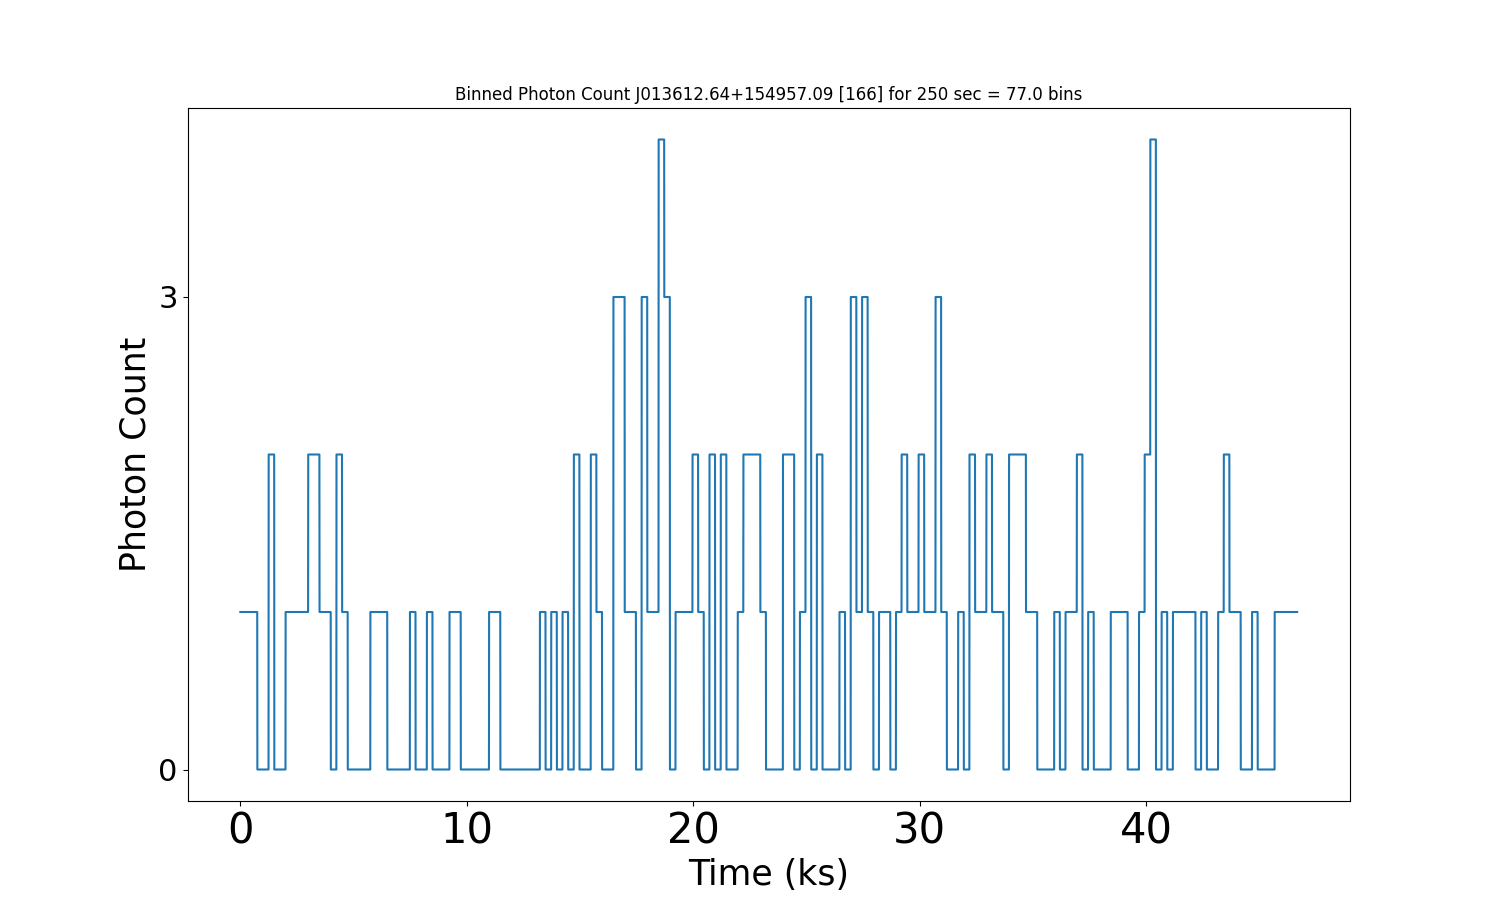 Binned Photon Count J013612.64+154957.09 [166] for 250 sec = 77.0 bins
Photon Count
3
0
0 10 20 30 40
Time (ks)